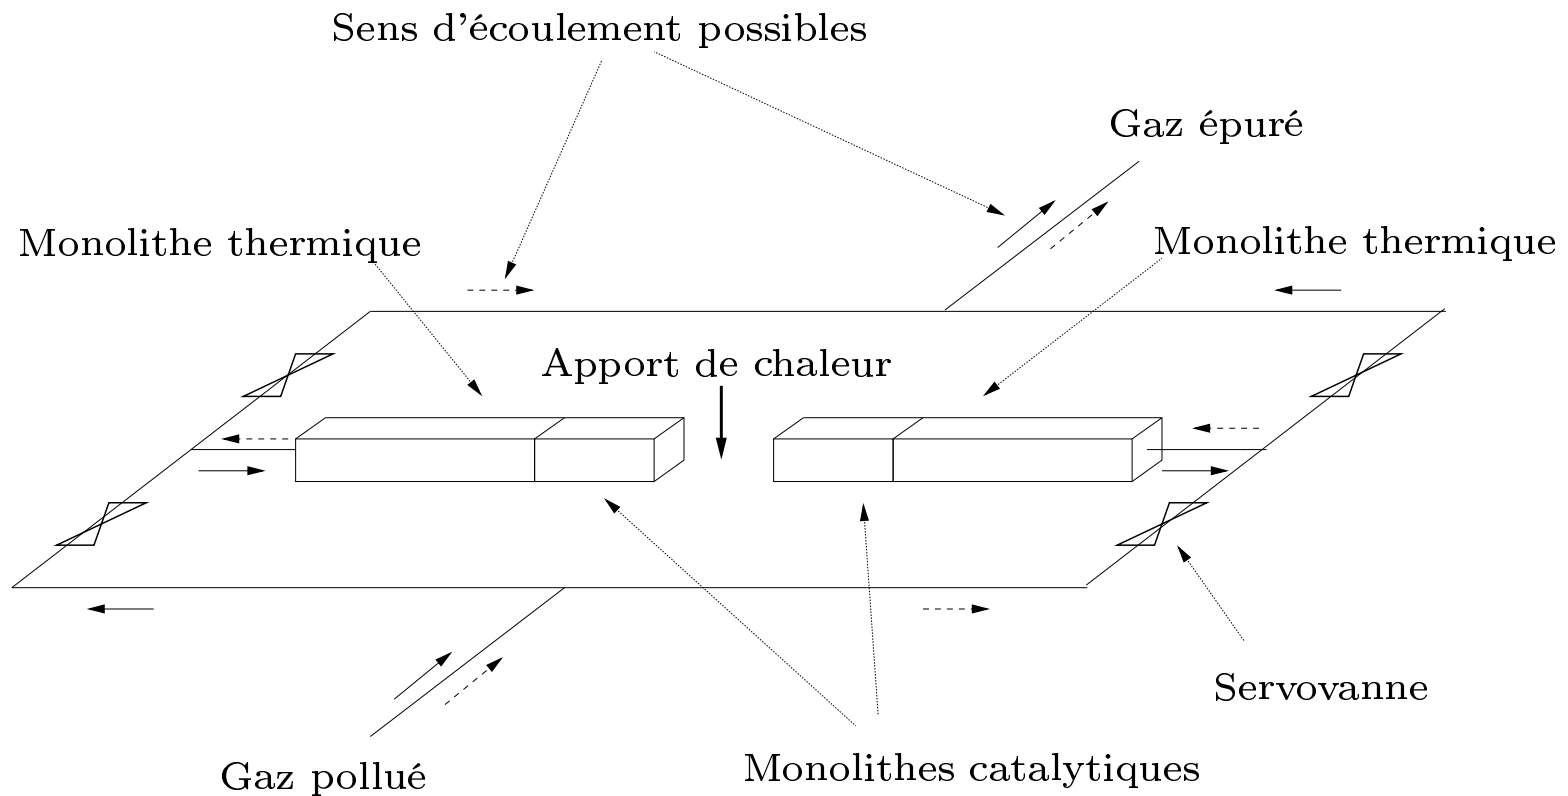 Sens d'écoulement possibles
Gaz épuré
Monolithe thermique
Monolithe thermique
Apport de chaleur
Servovanne
Monolithes catalytiques
Gaz pollué